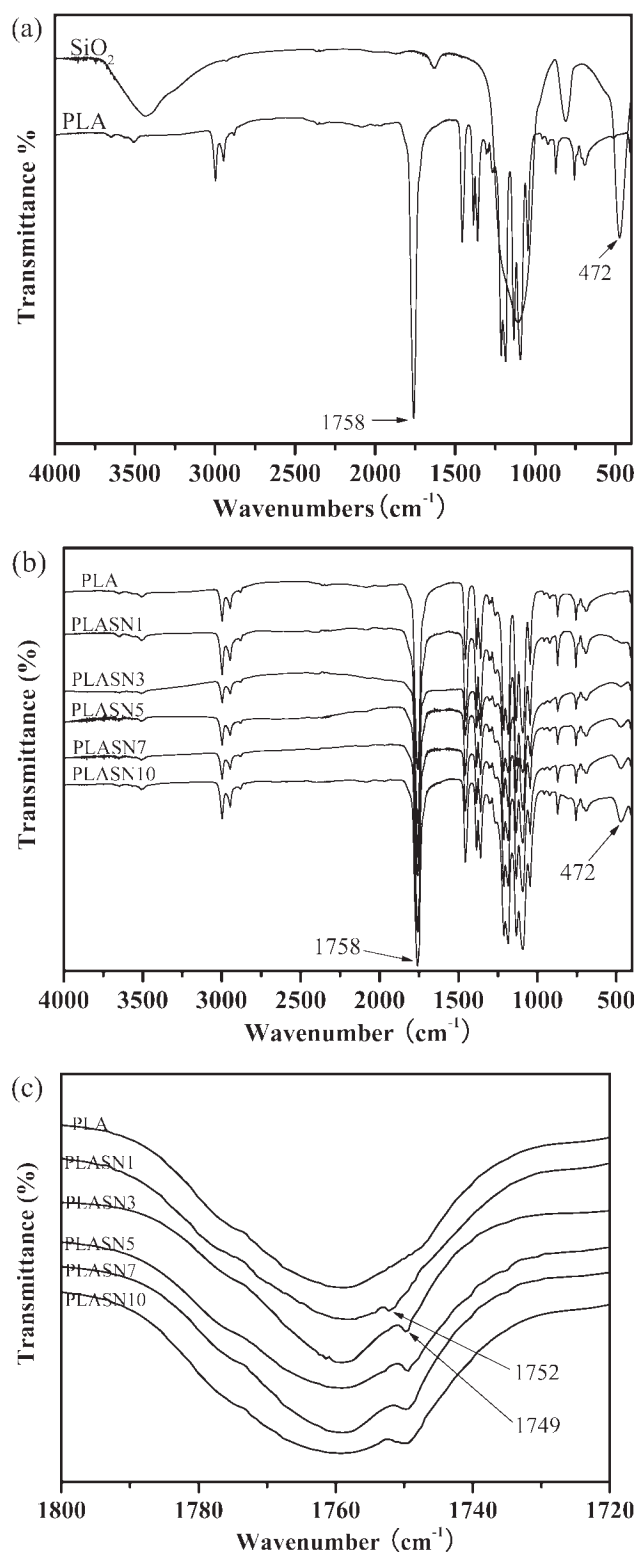 (a)
SiO2
PLA
472
1758
Transmittance %
4000 3500 3000 2500 2000 1500 1000 500
Wavenumbers (cm-1)
(b)
PLA
PLASN1
PLASN3
PLASN5
PLASN7
PLASN10
472
1758
Transmittance (%)
4000 3500 3000 2500 2000 1500 1000 500
Wavenumber (cm-1)
(c)
PLA
PLASN1
PLASN3
PLASN5
PLASN7
PLASN10
1752
1749
Transmittance (%)
1800 1780 1760 1740 1720
Wavenumber (cm-1)